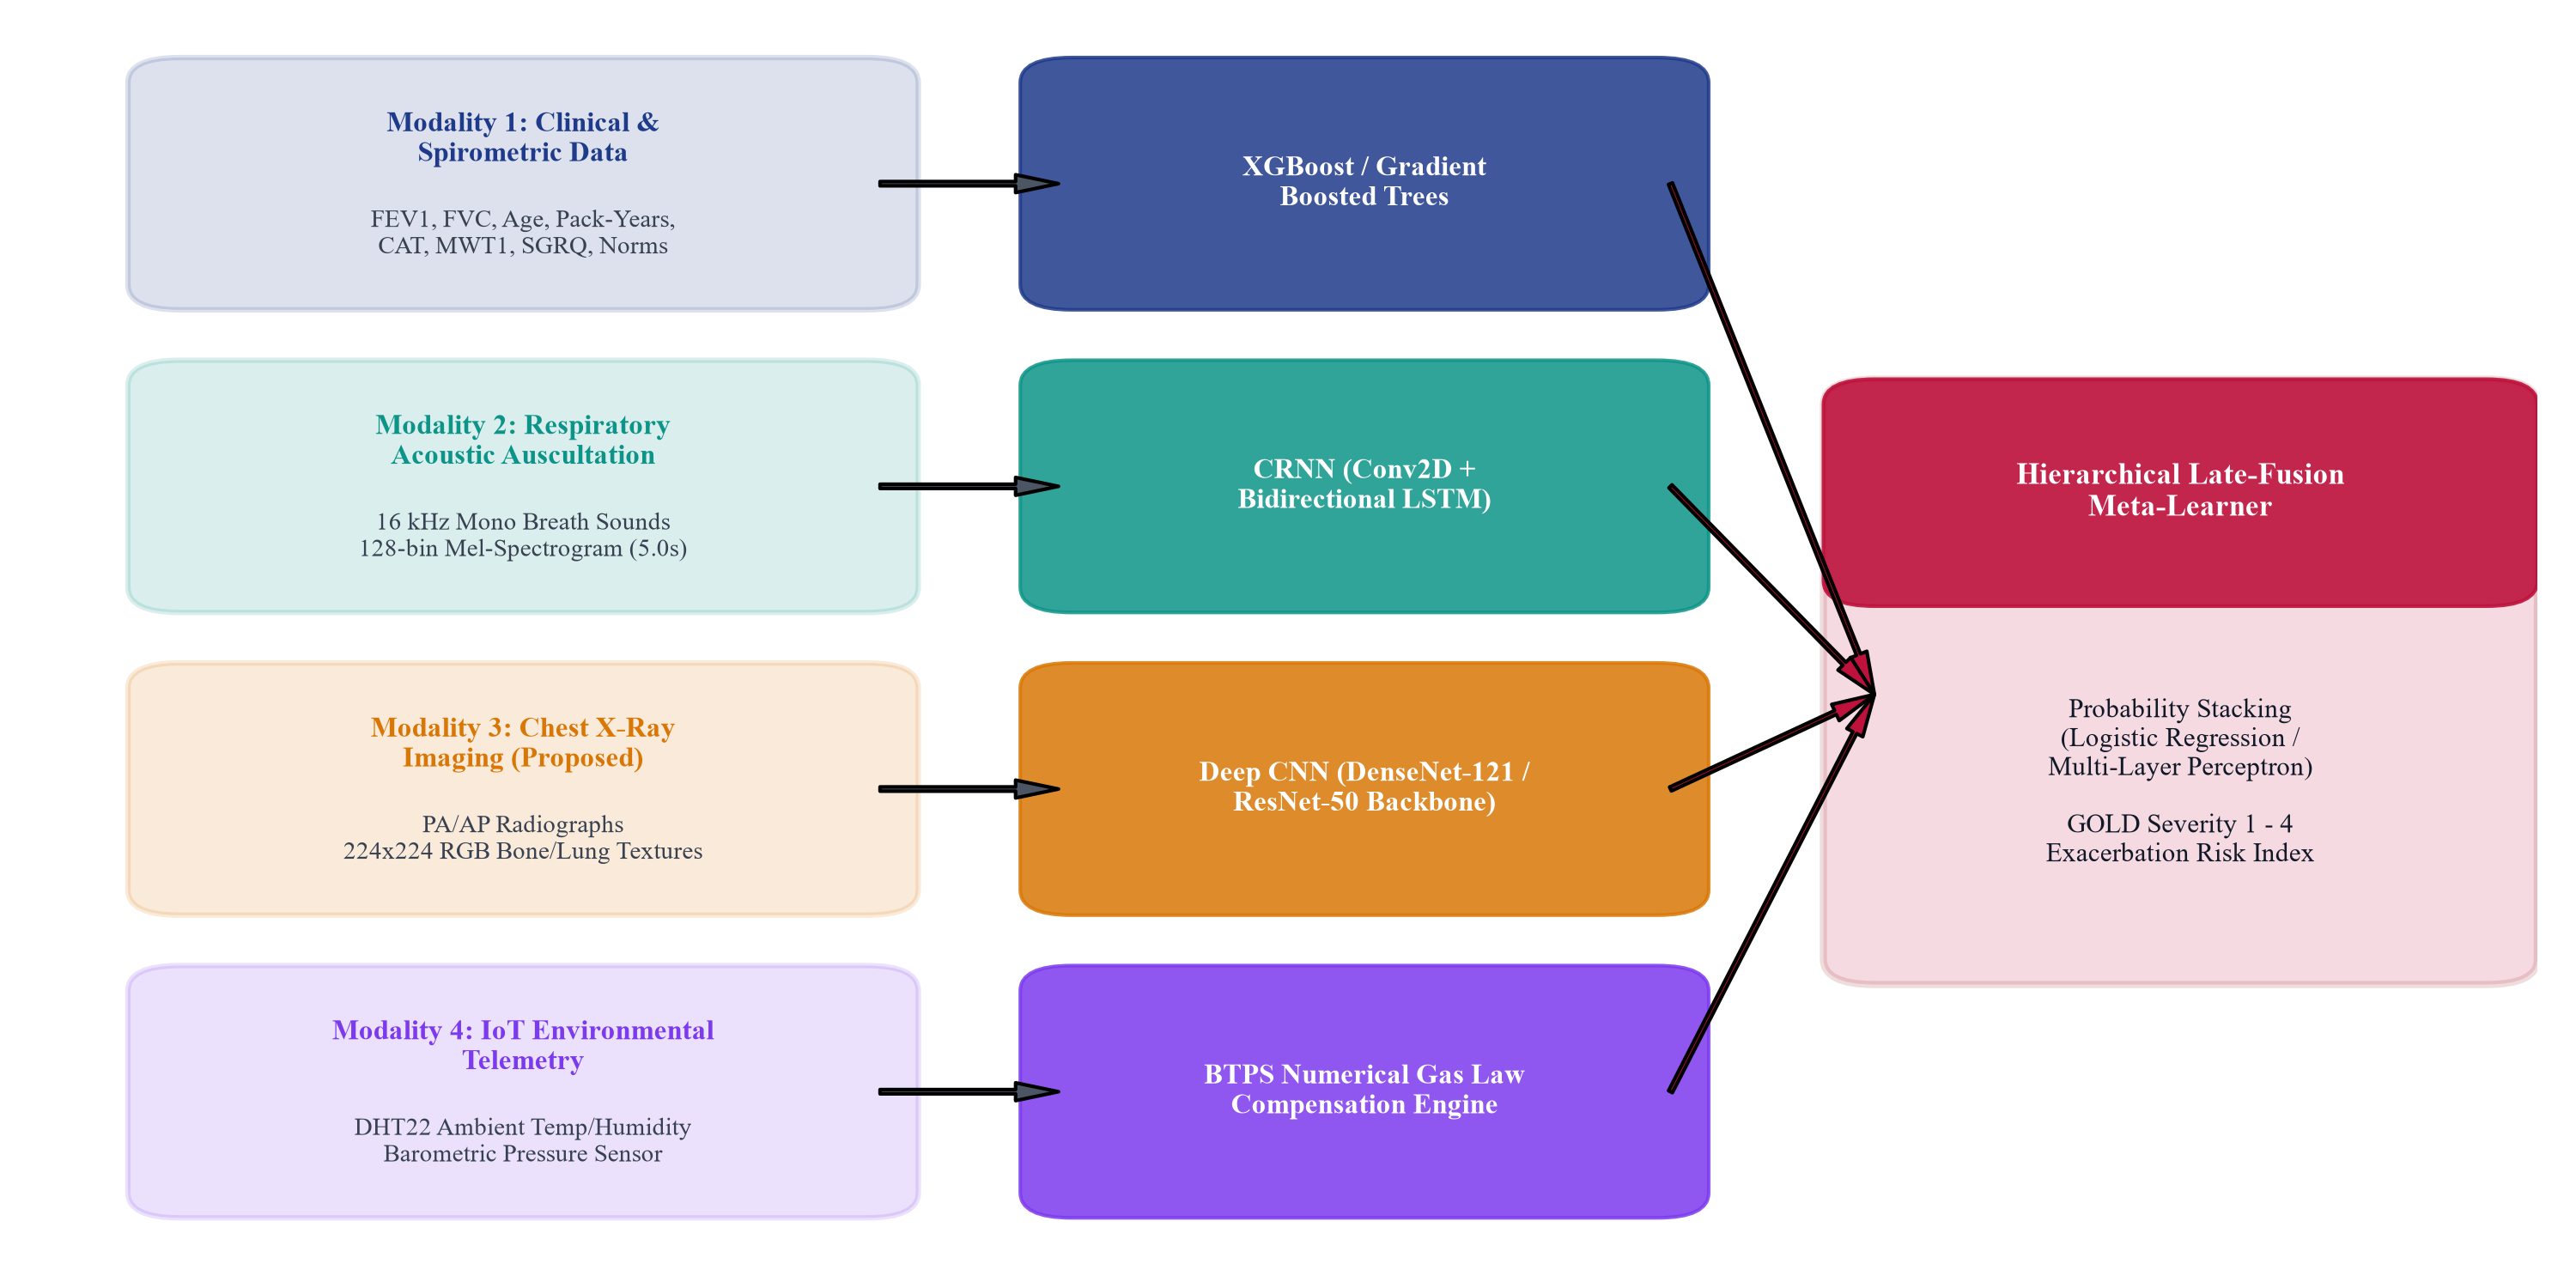 Modality 1: Clinical &
Spirometric Data
FEV1, FVC, Age, Pack-Years,
CAT, MWT1, SGRQ, Norms
XGBoost / Gradient
Boosted Trees
Modality 2: Respiratory
Acoustic Auscultation
16 kHz Mono Breath Sounds
128-bin Mel-Spectrogram (5.0s)
CRNN (Conv2D +
Bidirectional LSTM)
Modality 3: Chest X-Ray
Imaging (Proposed)
PA/AP Radiographs
224x224 RGB Bone/Lung Textures
Deep CNN (DenseNet-121 /
ResNet-50 Backbone)
Modality 4: IoT Environmental
Telemetry
DHT22 Ambient Temp/Humidity
Barometric Pressure Sensor
BTPS Numerical Gas Law
Compensation Engine
Hierarchical Late-Fusion
Meta-Learner
Probability Stacking
(Logistic Regression /
Multi-Layer Perceptron)
GOLD Severity 1 - 4
Exacerbation Risk Index